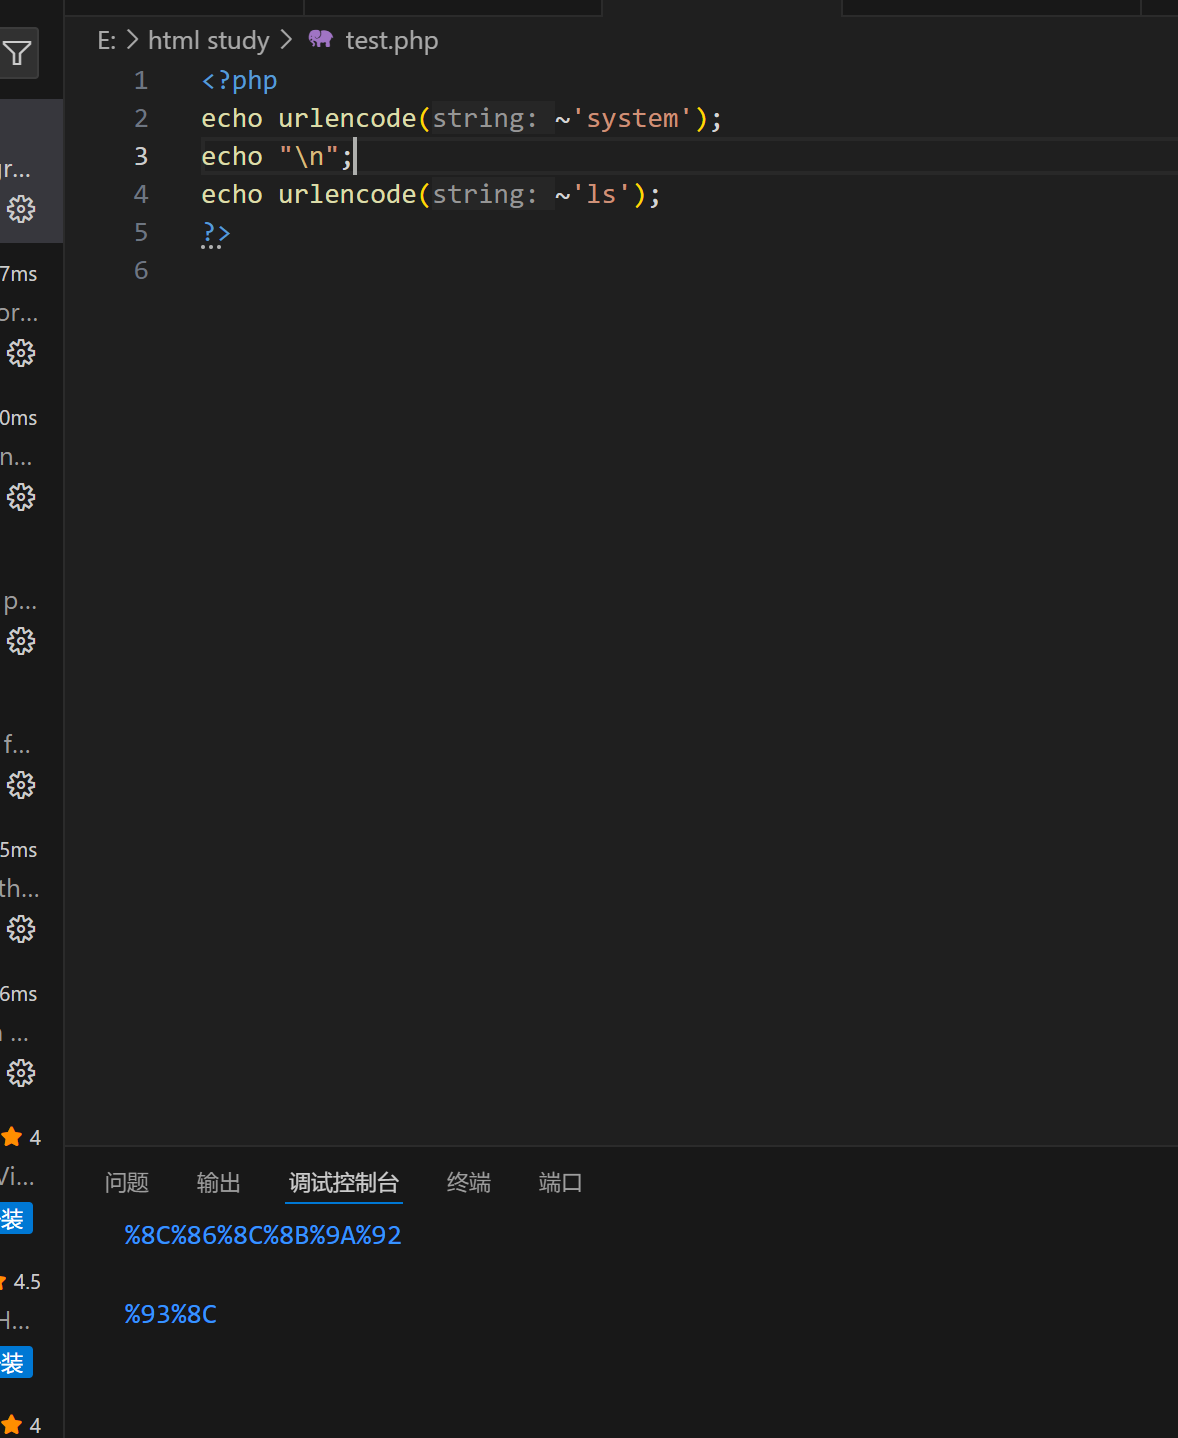 E: > html study > test.php
1 <?php
2 echo urlencode(string: ~'system');
3 echo "\n";
4 echo urlencode(string: ~'ls');
5 ?>
6
r...
7ms
or...
0ms
n...
p...
f...
5ms
th...
6ms
...
4
Vi...
装
4.5
H...
装
4
问题 输出 调试控制台 终端 端口
%8C%86%8C%8B%9A%92
%93%8C